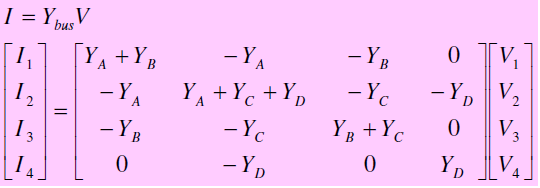 I = Y_bus V
[I_1] [Y_A + Y_B  -Y_A  -Y_B  0] [V_1]
[I_2] [-Y_A  Y_A + Y_C + Y_D  -Y_C  -Y_D] [V_2]
[I_3] = [-Y_B  -Y_C  Y_B + Y_C  0] [V_3]
[I_4] [0  -Y_D  0  Y_D] [V_4]